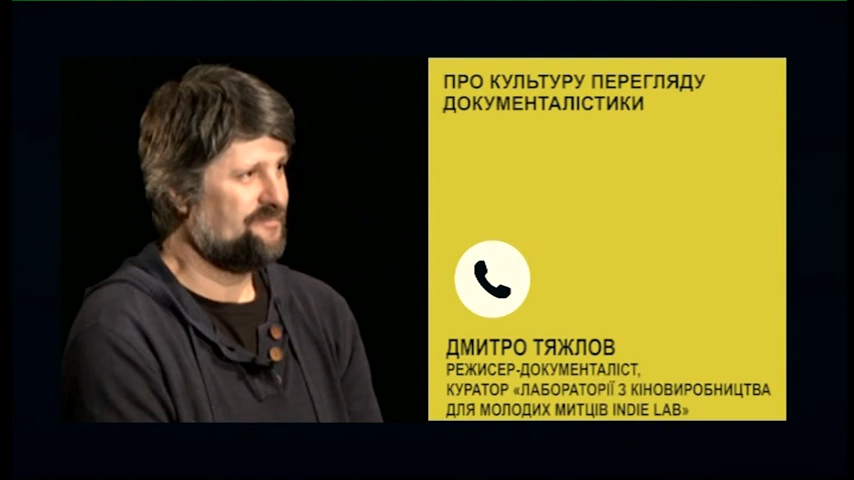 ПРО КУЛЬТУРУ ПЕРЕГЛЯДУ
ДОКУМЕНТАЛІСТИКИ
ДМИТРО ТЯЖЛОВ
РЕЖИСЕР-ДОКУМЕНТАЛІСТ,
КУРАТОР «ЛАБОРАТОРІЇ З КІНОВИРОБНИЦТВА
ДЛЯ МОЛОДИХ МИТЦІВ INDIE LAB»